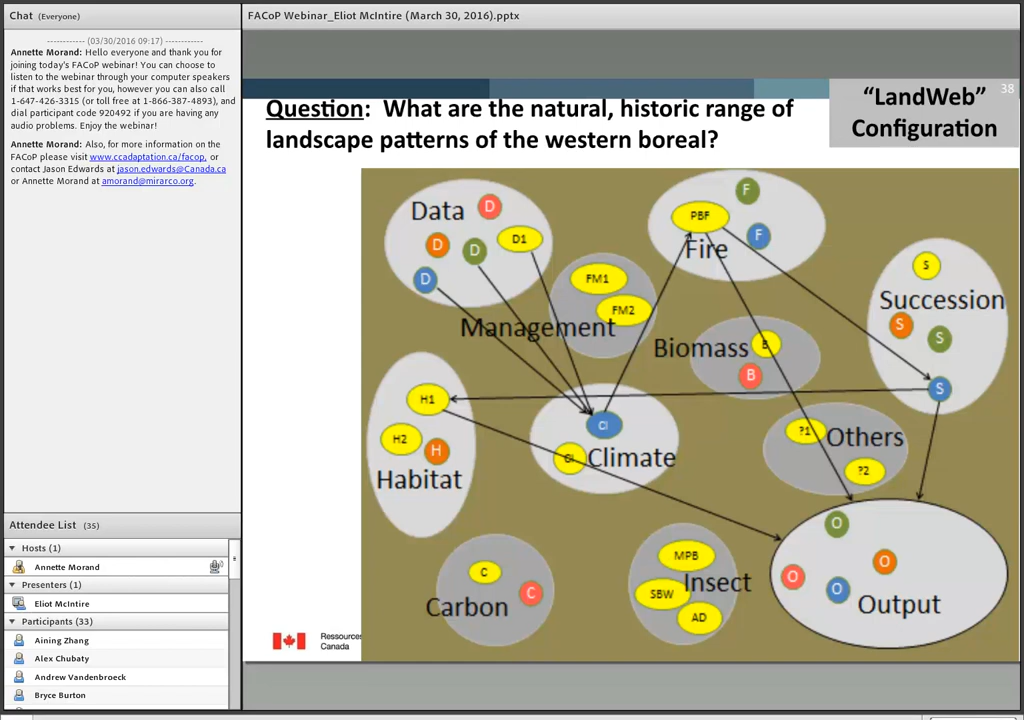 Chat (Everyone)
------------ (03/30/2016 09:17) ------------
Annette Morand: Hello everyone and thank you for
joining today's FACoP webinar! You can choose to
listen to the webinar through your computer speakers
if that works best for you, however you can also call
1-647-426-3315 (or toll free at 1-866-387-4893), and
dial participant code 920492 if you are having any
audio problems. Enjoy the webinar!
Annette Morand: Also, for more information on the
FACoP please visit www.ccadaptation.ca/facop, or
contact Jason Edwards at jason.edwards@Canada.ca
or Annette Morand at amorand@mirarco.org.
Attendee List (35)
Hosts (1)
Annette Morand
Presenters (1)
Eliot McIntire
Participants (33)
Aining Zhang
Alex Chubaty
Andrew Vandenbroeck
Bryce Burton
FACoP Webinar_Eliot McIntire (March 30, 2016).pptx
38
Question: What are the natural, historic range of
landscape patterns of the western boreal?
"LandWeb"
Configuration
Data
D
D
D
D1
D
Management
FM1
FM2
Fire
PBF
F
F
Succession
S
S
S
S
Biomass
B
B
Habitat
H1
H2
H
Climate
Cl
Cl
Others
?1
?2
Carbon
C
C
Insect
MPB
SBW
AD
Output
O
O
O
O
Ressources
Canada